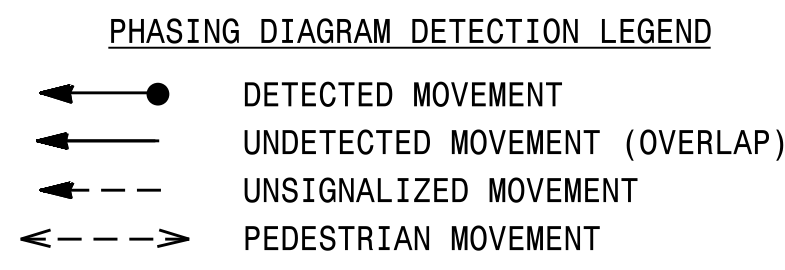 PHASING DIAGRAM DETECTION LEGEND
DETECTED MOVEMENT
UNDETECTED MOVEMENT (OVERLAP)
UNSIGNALIZED MOVEMENT
PEDESTRIAN MOVEMENT